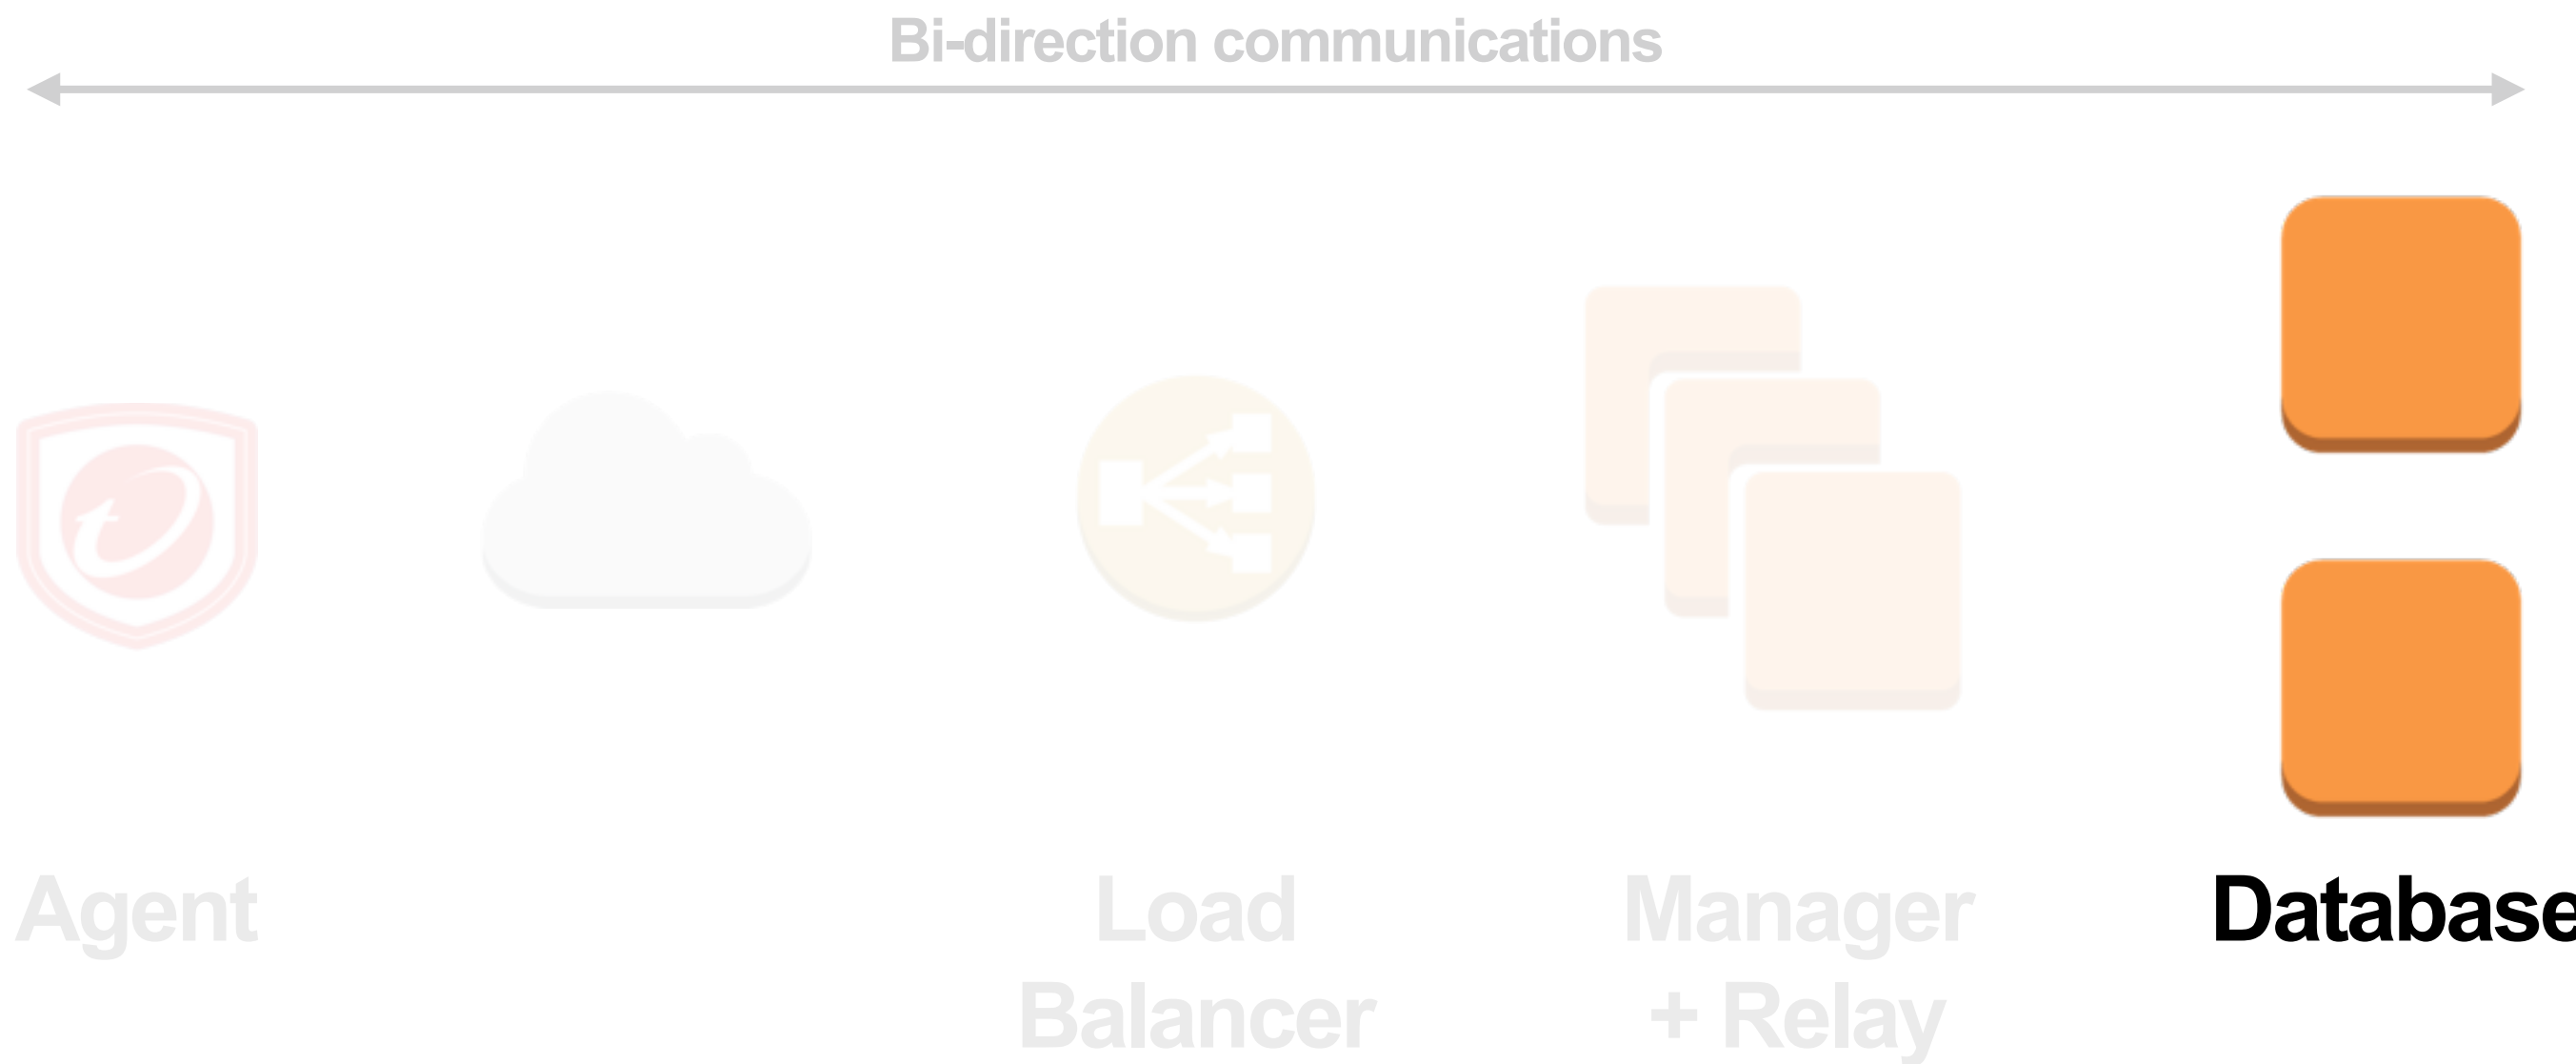 Bi-direction communications
Agent
Load
Balancer
Manager
+ Relay
Database